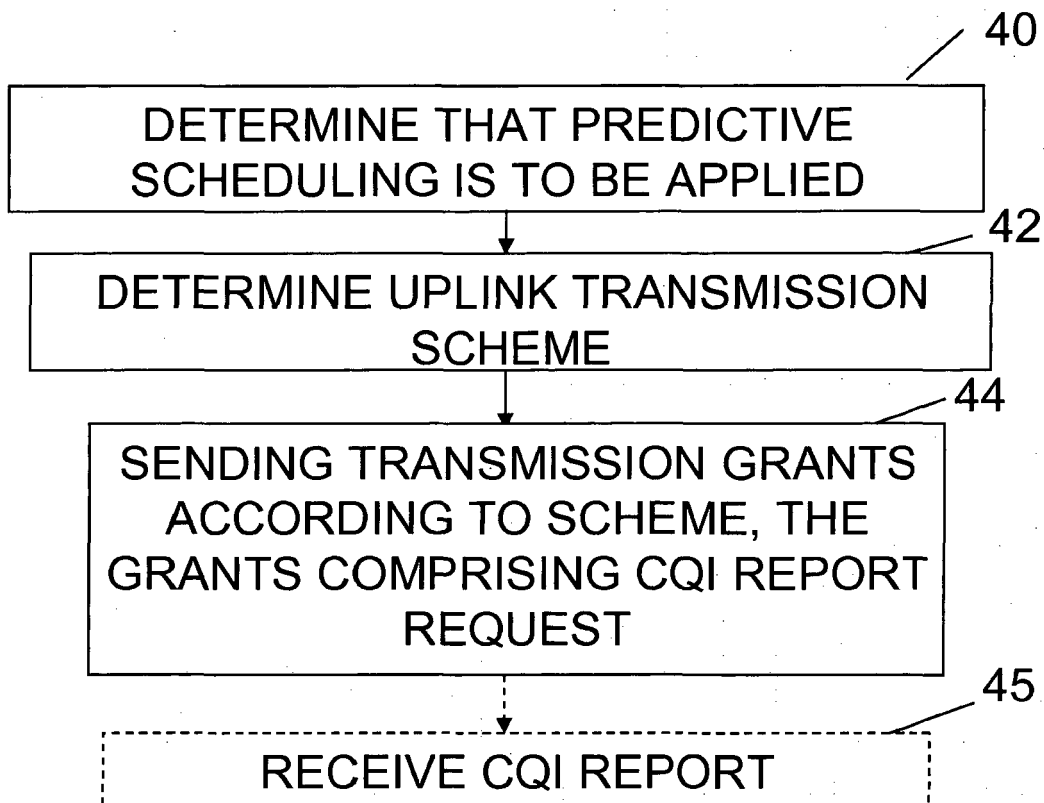 40
DETERMINE THAT PREDICTIVE
SCHEDULING IS TO BE APPLIED
42
DETERMINE UPLINK TRANSMISSION
SCHEME
44
SENDING TRANSMISSION GRANTS
ACCORDING TO SCHEME, THE
GRANTS COMPRISING CQI REPORT
REQUEST
45
RECEIVE CQI REPORT